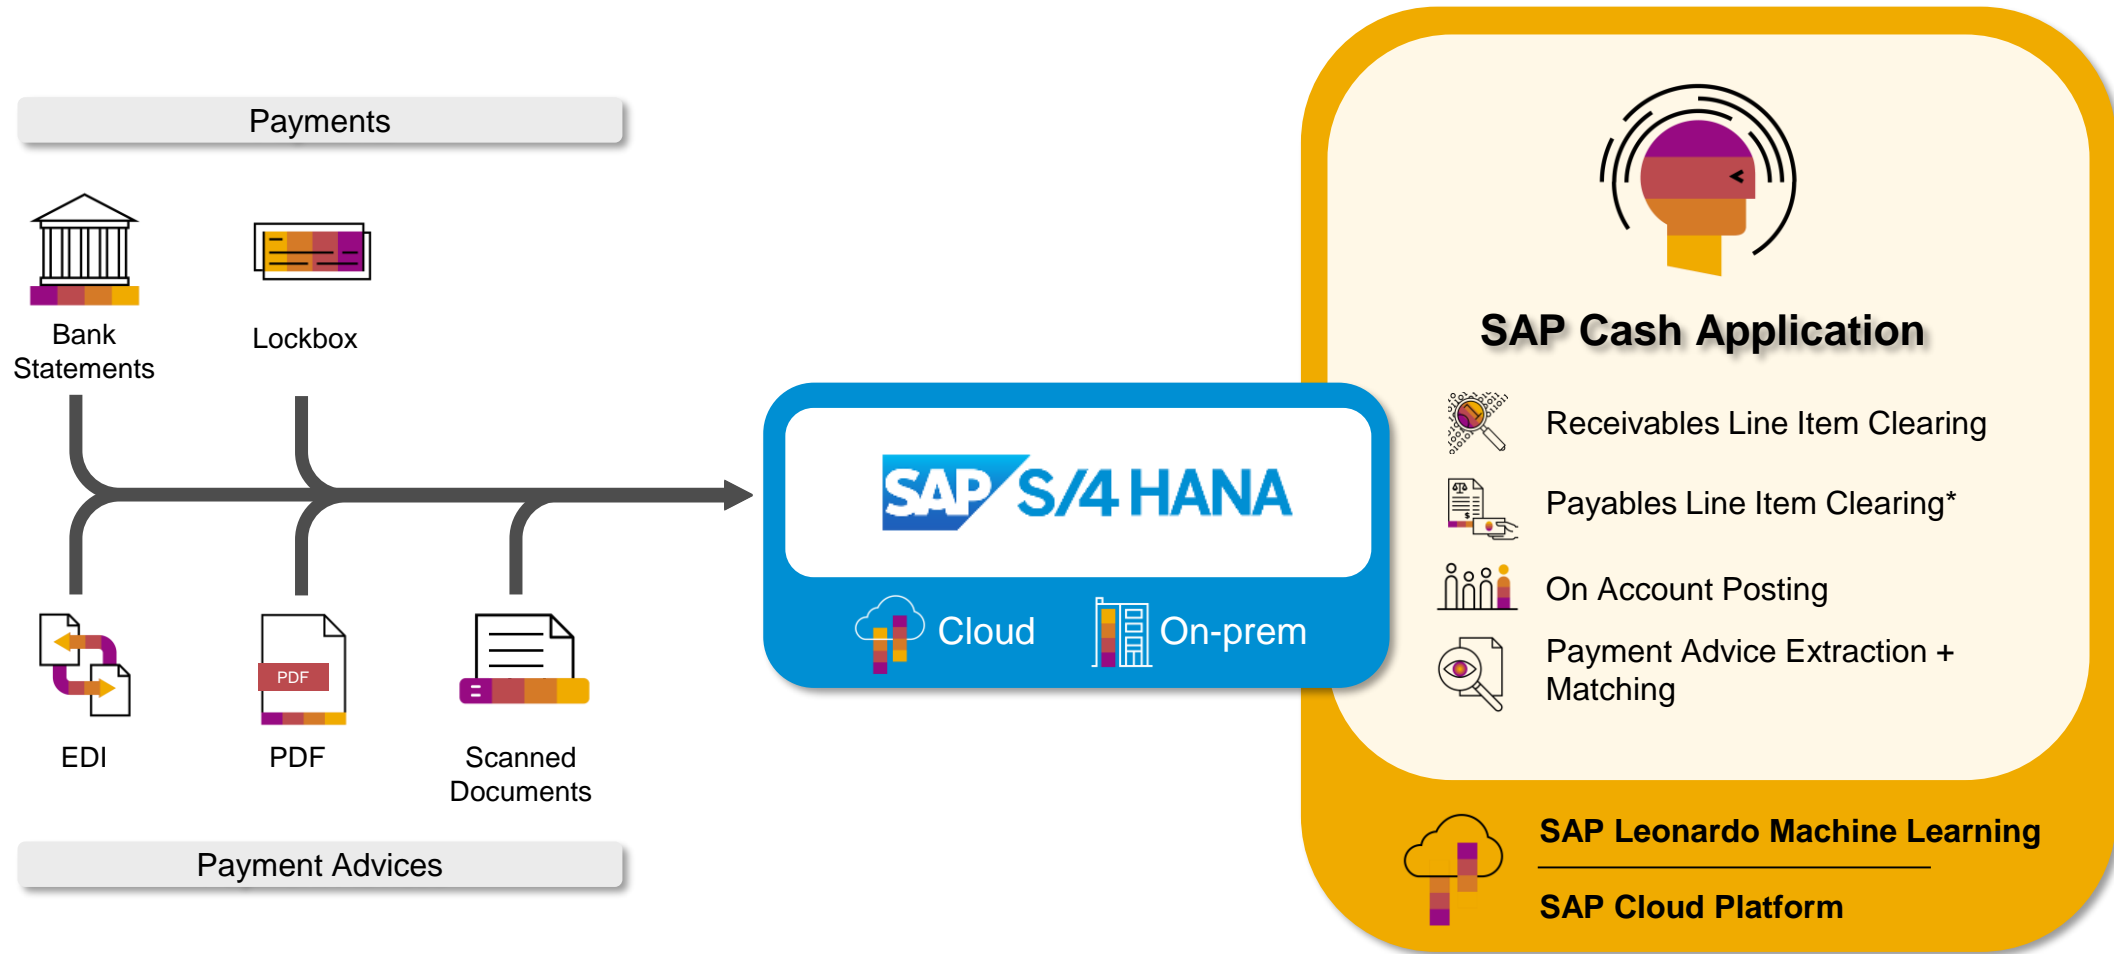 Payments
Bank
Statements
Lockbox
EDI
PDF
PDF
Scanned
Documents
Payment Advices
SAP S/4 HANA
Cloud
On-prem
SAP Cash Application
Receivables Line Item Clearing
Payables Line Item Clearing*
On Account Posting
Payment Advice Extraction +
Matching
SAP Leonardo Machine Learning
SAP Cloud Platform